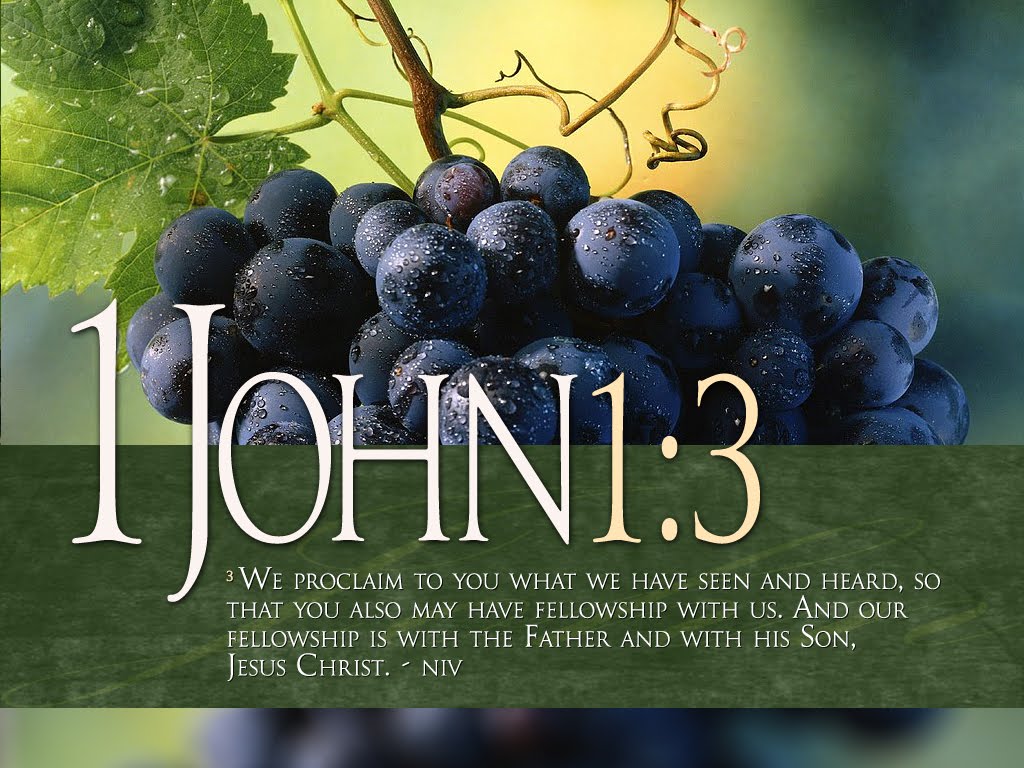 1 John 1:3
3 We proclaim to you what we have seen and heard, so
that you also may have fellowship with us. And our
fellowship is with the Father and with his Son,
Jesus Christ. - NIV